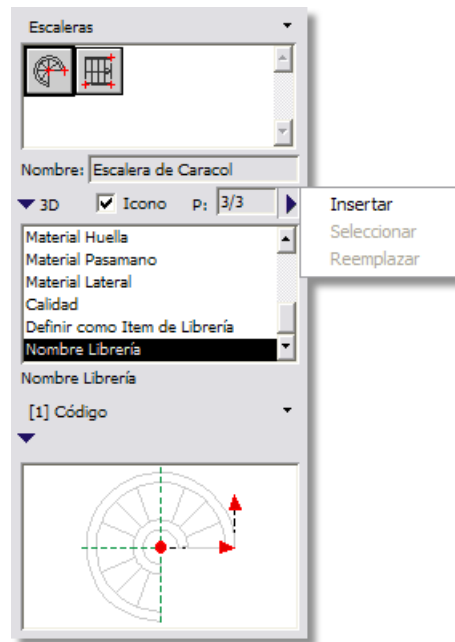 Escaleras
Nombre: Escalera de Caracol
3D Icono P: 3/3
Insertar
Seleccionar
Reemplazar
Material Huella
Material Pasamano
Material Lateral
Calidad
Definir como Item de Librería
Nombre Librería
Nombre Librería
[1] Código